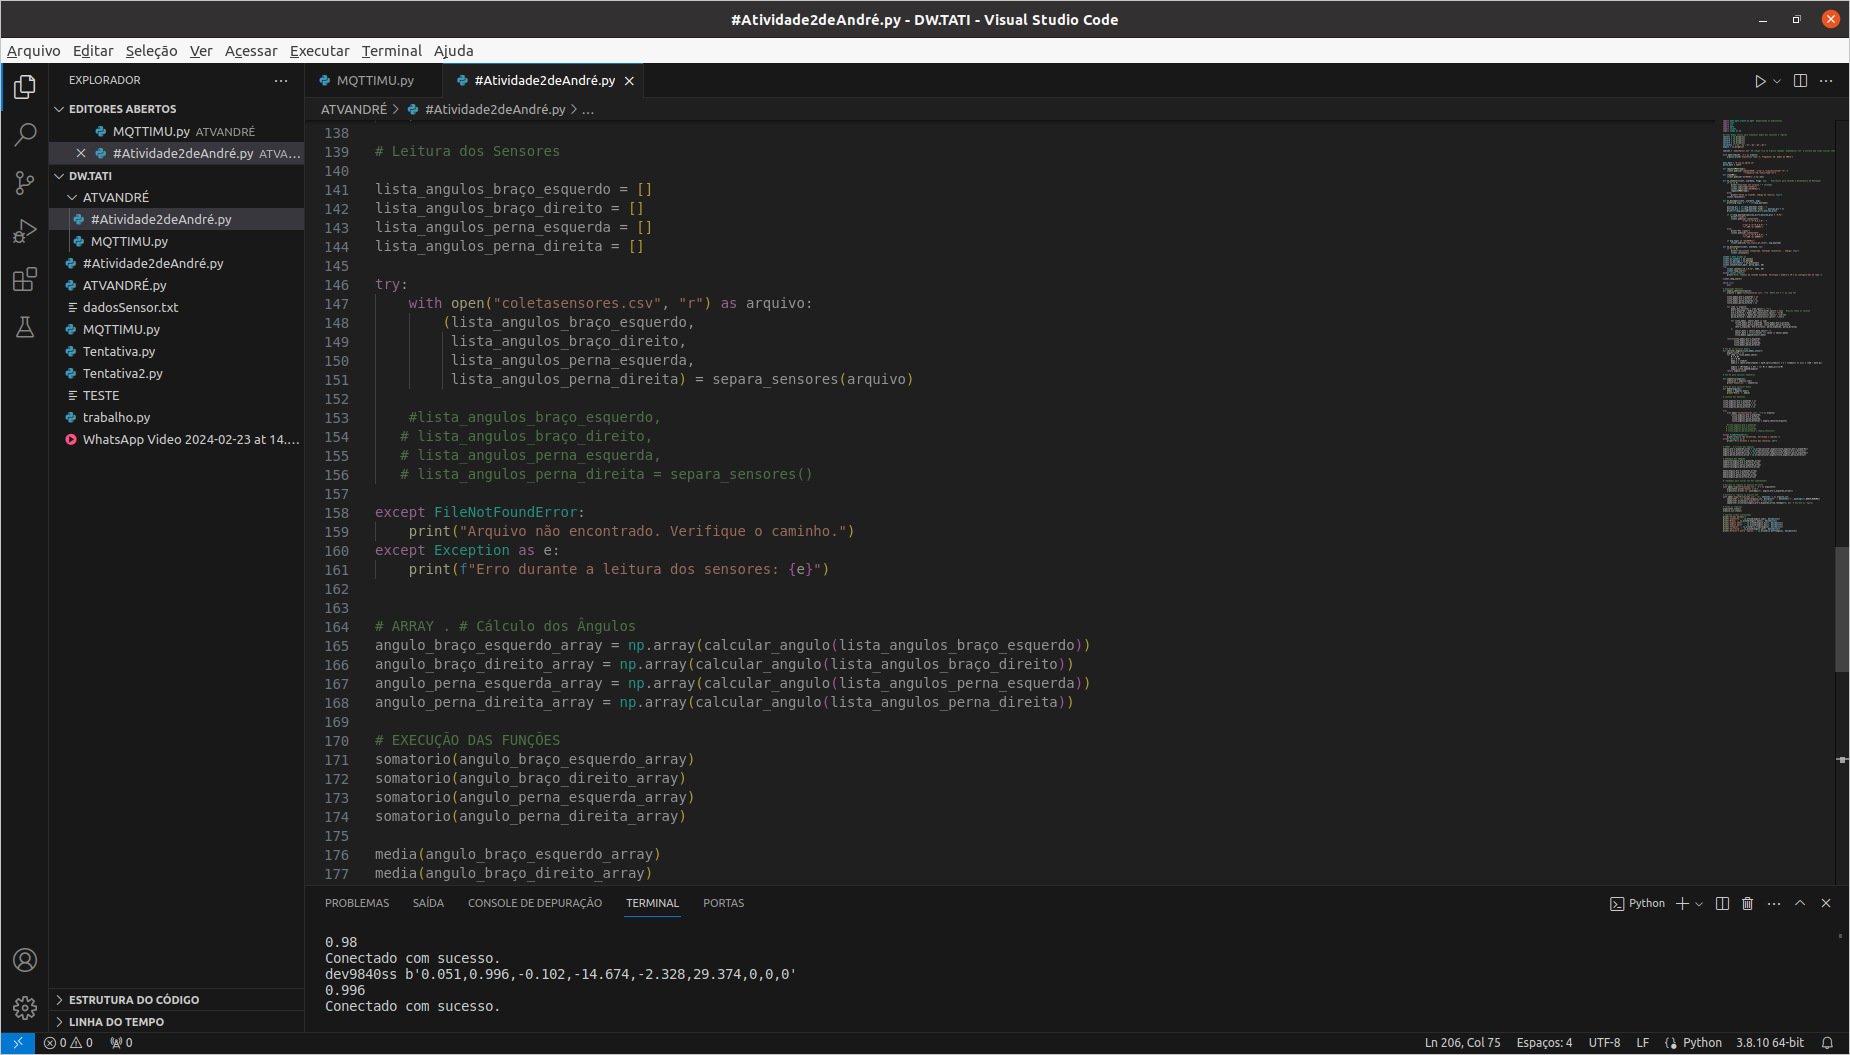 #Atividade2deAndré.py - DW.TATI - Visual Studio Code
Arquivo Editar Seleção Ver Acessar Executar Terminal Ajuda
EXPLORADOR
EDITORES ABERTOS
MQTTIMU.py ATVANDRÉ
#Atividade2deAndré.py ATVA...
DW.TATI
ATVANDRÉ
#Atividade2deAndré.py
MQTTIMU.py
#Atividade2deAndré.py
ATVANDRÉ.py
dadosSensor.txt
MQTTIMU.py
Tentativa.py
Tentativa2.py
TESTE
trabalho.py
WhatsApp Video 2024-02-23 at 14....
ESTRUTURA DO CÓDIGO
LINHA DO TEMPO
MQTTIMU.py #Atividade2deAndré.py
ATVANDRÉ > #Atividade2deAndré.py > ...
138
139 # Leitura dos Sensores
140
141 lista_angulos_braço_esquerdo = []
142 lista_angulos_braço_direito = []
143 lista_angulos_perna_esquerda = []
144 lista_angulos_perna_direita = []
145
146 try:
147 with open("coletasensores.csv", "r") as arquivo:
148 (lista_angulos_braço_esquerdo,
149 lista_angulos_braço_direito,
150 lista_angulos_perna_esquerda,
151 lista_angulos_perna_direita) = separa_sensores(arquivo)
152
153 #lista_angulos_braço_esquerdo,
154 # lista_angulos_braço_direito,
155 # lista_angulos_perna_esquerda,
156 # lista_angulos_perna_direita = separa_sensores()
157
158 except FileNotFoundError:
159 print("Arquivo não encontrado. Verifique o caminho.")
160 except Exception as e:
161 print(f"Erro durante a leitura dos sensores: {e}")
162
163
164 # ARRAY . # Cálculo dos Ângulos
165 angulo_braço_esquerdo_array = np.array(calcular_angulo(lista_angulos_braço_esquerdo))
166 angulo_braço_direito_array = np.array(calcular_angulo(lista_angulos_braço_direito))
167 angulo_perna_esquerda_array = np.array(calcular_angulo(lista_angulos_perna_esquerda))
168 angulo_perna_direita_array = np.array(calcular_angulo(lista_angulos_perna_direita))
169
170 # EXECUÇÃO DAS FUNÇÕES
171 somatorio(angulo_braço_esquerdo_array)
172 somatorio(angulo_braço_direito_array)
173 somatorio(angulo_perna_esquerda_array)
174 somatorio(angulo_perna_direita_array)
175
176 media(angulo_braço_esquerdo_array)
177 media(angulo_braço_direito_array)
PROBLEMAS SAÍDA CONSOLE DE DEPURAÇÃO TERMINAL PORTAS
Python
0.98
Conectado com sucesso.
dev9840ss b'0.051,0.996,-0.102,-14.674,-2.328,29.374,0,0,0'
0.996
Conectado com sucesso.
0 0 0
Ln 206, Col 75 Espaços: 4 UTF-8 LF Python 3.8.10 64-bit